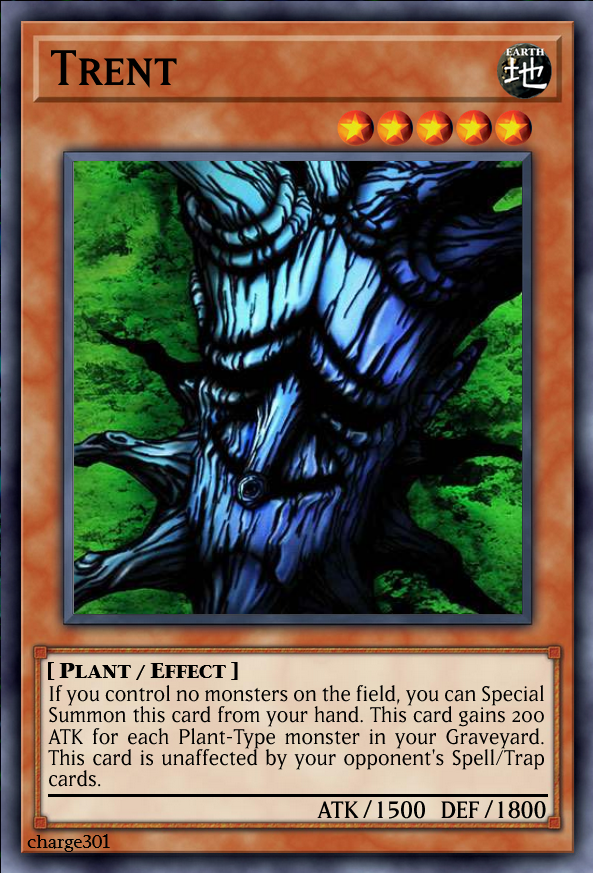 Trent
EARTH
地
[ Plant / Effect ]
If you control no monsters on the field, you can Special
Summon this card from your hand. This card gains 200
ATK for each Plant-Type monster in your Graveyard.
This card is unaffected by your opponent's Spell/Trap
cards.
ATK / 1500 DEF / 1800
charge301